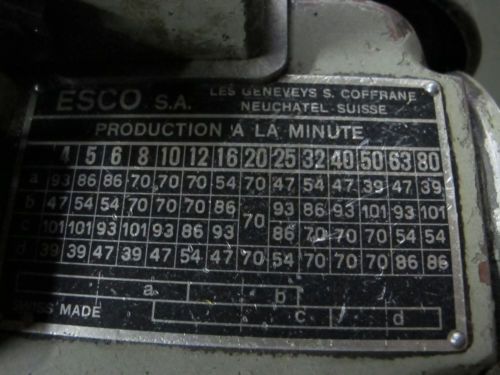 ESCO S.A. LES GENEVEYS S. COFFRANE
NEUCHATEL-SUISSE
PRODUCTION A LA MINUTE
4 5 6 8 10 12 16 20 25 32 40 50 63 80
a 93 86 86 70 70 70 54 70 47 54 47 39 47 39
b 47 54 54 70 70 70 86 70 93 86 93 101 93 101
c 101 101 93 101 93 86 93 86 70 70 70 54 54
d 39 39 47 39 47 54 47 70 54 70 70 70 86 86
a b
SWISS MADE c d